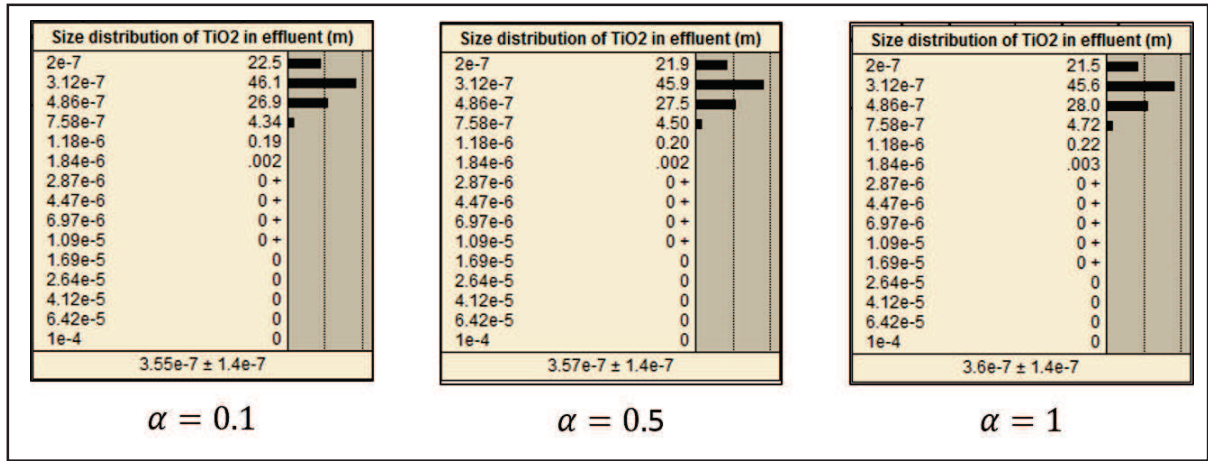 Size distribution of TiO2 in effluent (m)
2e-7 22.5
3.12e-7 46.1
4.86e-7 26.9
7.58e-7 4.34
1.18e-6 0.19
1.84e-6 .002
2.87e-6 0 +
4.47e-6 0 +
6.97e-6 0 +
1.09e-5 0 +
1.69e-5 0
2.64e-5 0
4.12e-5 0
6.42e-5 0
1e-4 0
3.55e-7 ± 1.4e-7
α = 0.1
Size distribution of TiO2 in effluent (m)
2e-7 21.9
3.12e-7 45.9
4.86e-7 27.5
7.58e-7 4.50
1.18e-6 0.20
1.84e-6 .002
2.87e-6 0 +
4.47e-6 0 +
6.97e-6 0 +
1.09e-5 0 +
1.69e-5 0
2.64e-5 0
4.12e-5 0
6.42e-5 0
1e-4 0
3.57e-7 ± 1.4e-7
α = 0.5
Size distribution of TiO2 in effluent (m)
2e-7 21.5
3.12e-7 45.6
4.86e-7 28.0
7.58e-7 4.72
1.18e-6 0.22
1.84e-6 .003
2.87e-6 0 +
4.47e-6 0 +
6.97e-6 0 +
1.09e-5 0 +
1.69e-5 0 +
2.64e-5 0
4.12e-5 0
6.42e-5 0
1e-4 0
3.6e-7 ± 1.4e-7
α = 1